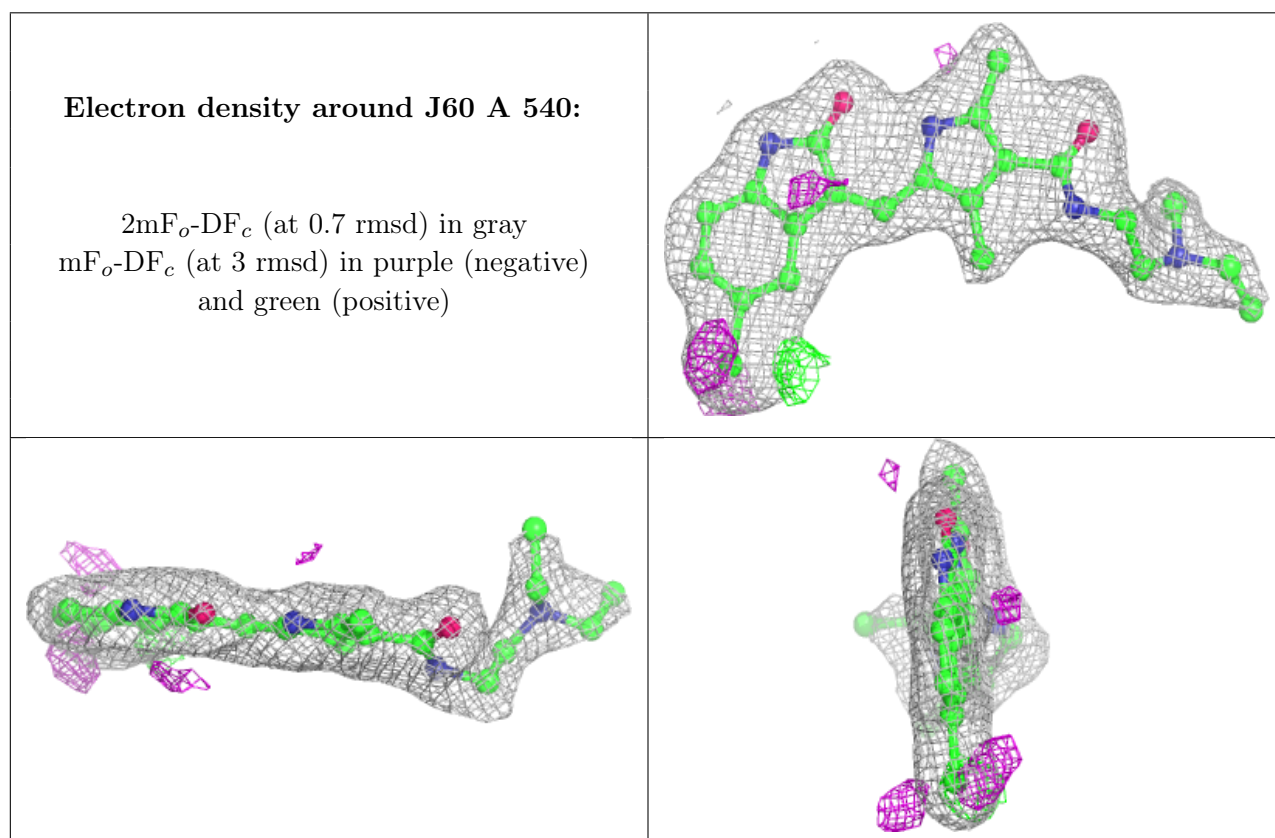 Electron density around J60 A 540:
2mFo-DFc (at 0.7 rmsd) in gray
mFo-DFc (at 3 rmsd) in purple (negative)
and green (positive)